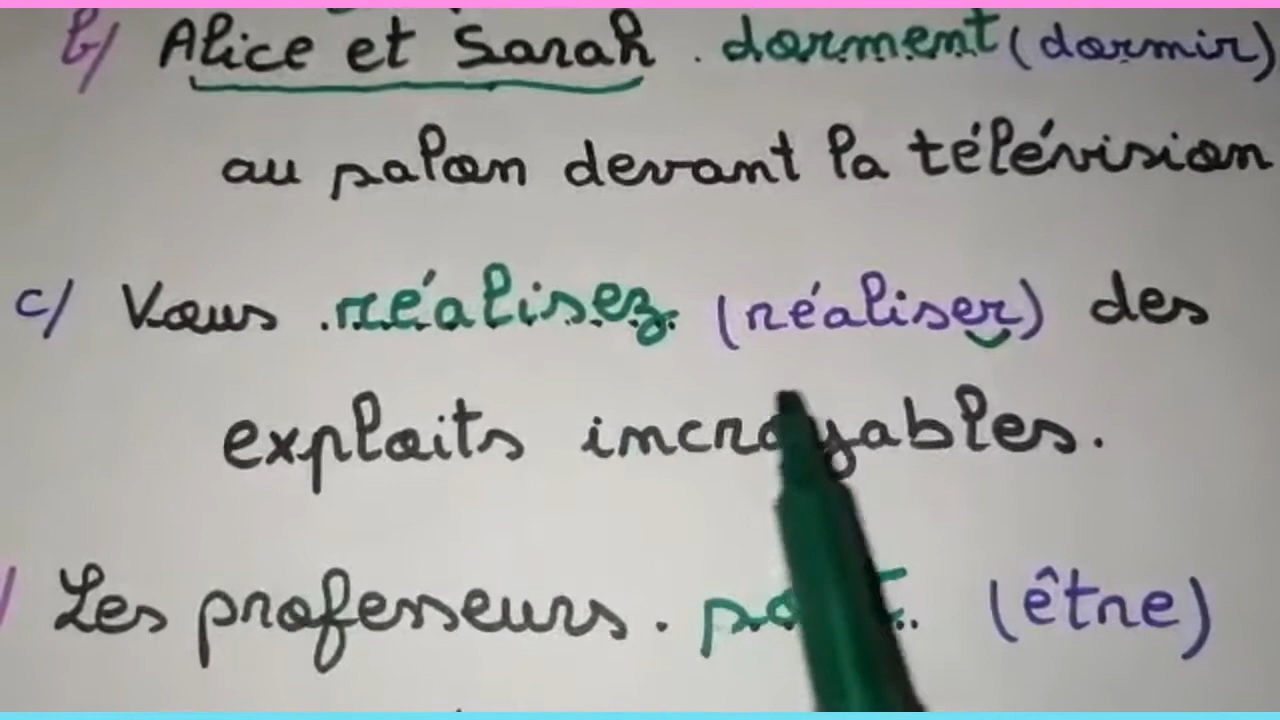 b/ Alice et Sarah . dorment (dormir)
au salon devant la télévision
c/ Vous .réalisez. (réaliser) des
exploits incroyables.
/ Les professeurs . (être)